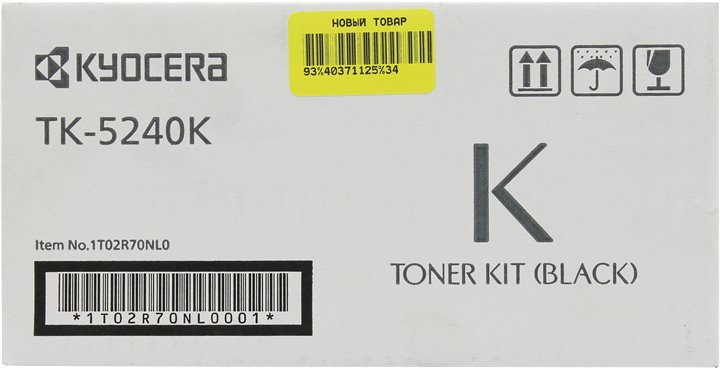 НОВЫЙ ТОВАР
93%40371125%34
KYOCERA
TK-5240K
K
Item No.1T02R70NL0
TONER KIT (BLACK)
*1T02R70NL0001*